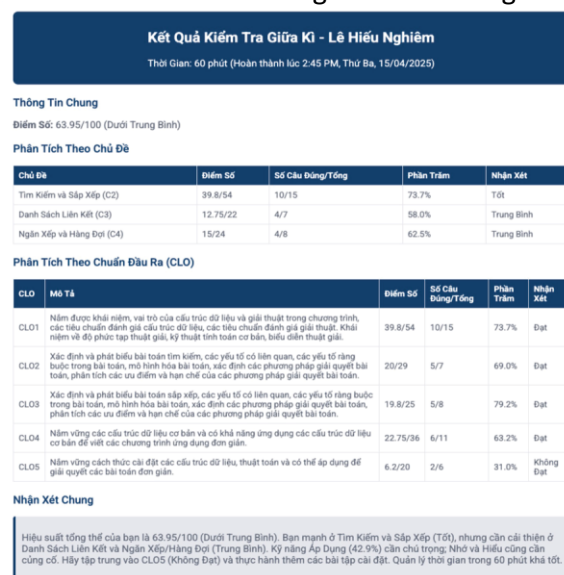 Kết Quả Kiểm Tra Giữa Kì - Lê Hiếu Nghiêm
Thời Gian: 60 phút (Hoàn thành lúc 2:45 PM, Thứ Ba, 15/04/2025)
Thông Tin Chung
Điểm Số: 63.95/100 (Dưới Trung Bình)
Phân Tích Theo Chủ Đề
Chủ Đề Điểm Số Số Câu Đúng/Tổng Phần Trăm Nhận Xét
Tìm Kiếm và Sắp Xếp (C2) 39.8/54 10/15 73.7% Tốt
Danh Sách Liên Kết (C3) 12.75/22 4/7 58.0% Trung Bình
Ngăn Xếp và Hàng Đợi (C4) 15/24 4/8 62.5% Trung Bình
Phân Tích Theo Chuẩn Đầu Ra (CLO)
CLO Mô Tả Điểm Số Số Câu Đúng/Tổng Phần Trăm Nhận Xét
Nắm được khái niệm, vai trò của cấu trúc dữ liệu và giải thuật trong chương trình,
CLO1 các tiêu chuẩn đánh giá cấu trúc dữ liệu, các tiêu chuẩn đánh giá giải thuật. Khái 39.8/54 10/15 73.7% Đạt
niệm về độ phức tạp thuật giải, kỹ thuật tính toán cơ bản, biểu diễn thuật giải.
Xác định và phát biểu bài toán tìm kiếm, các yếu tố có liên quan, các yếu tố ràng
CLO2 buộc trong bài toán, mô hình hóa bài toán, xác định các phương pháp giải quyết bài 20/29 5/7 69.0% Đạt
toán, phân tích các ưu điểm và hạn chế của các phương pháp giải quyết bài toán.
Xác định và phát biểu bài toán sắp xếp, các yếu tố có liên quan, các yếu tố ràng buộc
CLO3 trong bài toán, mô hình hóa bài toán, xác định các phương pháp giải quyết bài toán, 19.8/25 5/8 79.2% Đạt
phân tích các ưu điểm và hạn chế của các phương pháp giải quyết bài toán.
CLO4 Nắm vững các cấu trúc dữ liệu cơ bản và có khả năng ứng dụng các cấu trúc dữ liệu 22.75/36 6/11 63.2% Đạt
cơ bản để viết các chương trình ứng dụng đơn giản.
CLO5 Nắm vững cách thức cài đặt các cấu trúc dữ liệu, thuật toán và có thể áp dụng để 6.2/20 2/6 31.0% Không Đạt
giải quyết các bài toán đơn giản.
Nhận Xét Chung
Hiệu suất tổng thể của bạn là 63.95/100 (Dưới Trung Bình). Bạn mạnh ở Tìm Kiếm và Sắp Xếp (Tốt), nhưng cần cải thiện ở
Danh Sách Liên Kết và Ngăn Xếp/Hàng Đợi (Trung Bình). Kỹ năng Áp Dụng (42.9%) cần chú trọng; Nhớ và Hiểu cũng cần
củng cố. Hãy tập trung vào CLO5 (Không Đạt) và thực hành thêm các bài tập cài đặt. Quản lý thời gian trong 60 phút khá tốt.